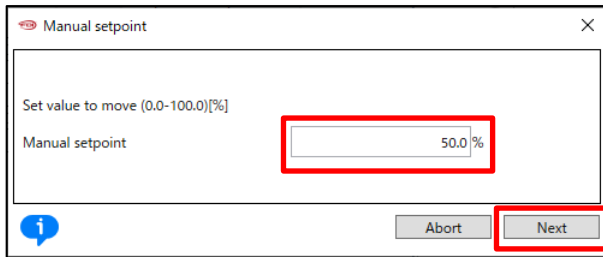 Manual setpoint
Set value to move (0.0-100.0)[%]
Manual setpoint 50.0 %
Abort Next